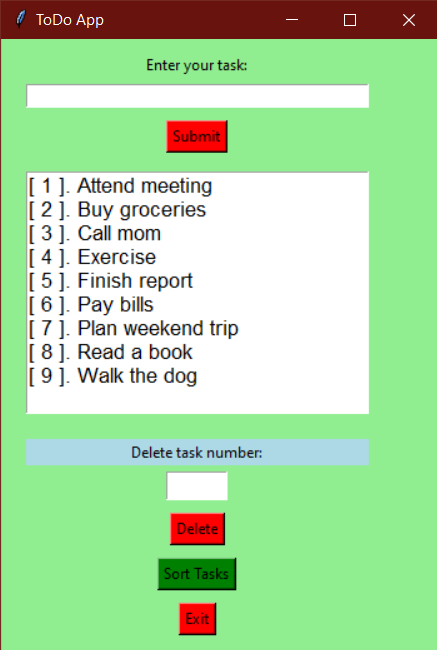 ToDo App
Enter your task:
Submit
[ 1 ]. Attend meeting
[ 2 ]. Buy groceries
[ 3 ]. Call mom
[ 4 ]. Exercise
[ 5 ]. Finish report
[ 6 ]. Pay bills
[ 7 ]. Plan weekend trip
[ 8 ]. Read a book
[ 9 ]. Walk the dog
Delete task number:
Delete
Sort Tasks
Exit